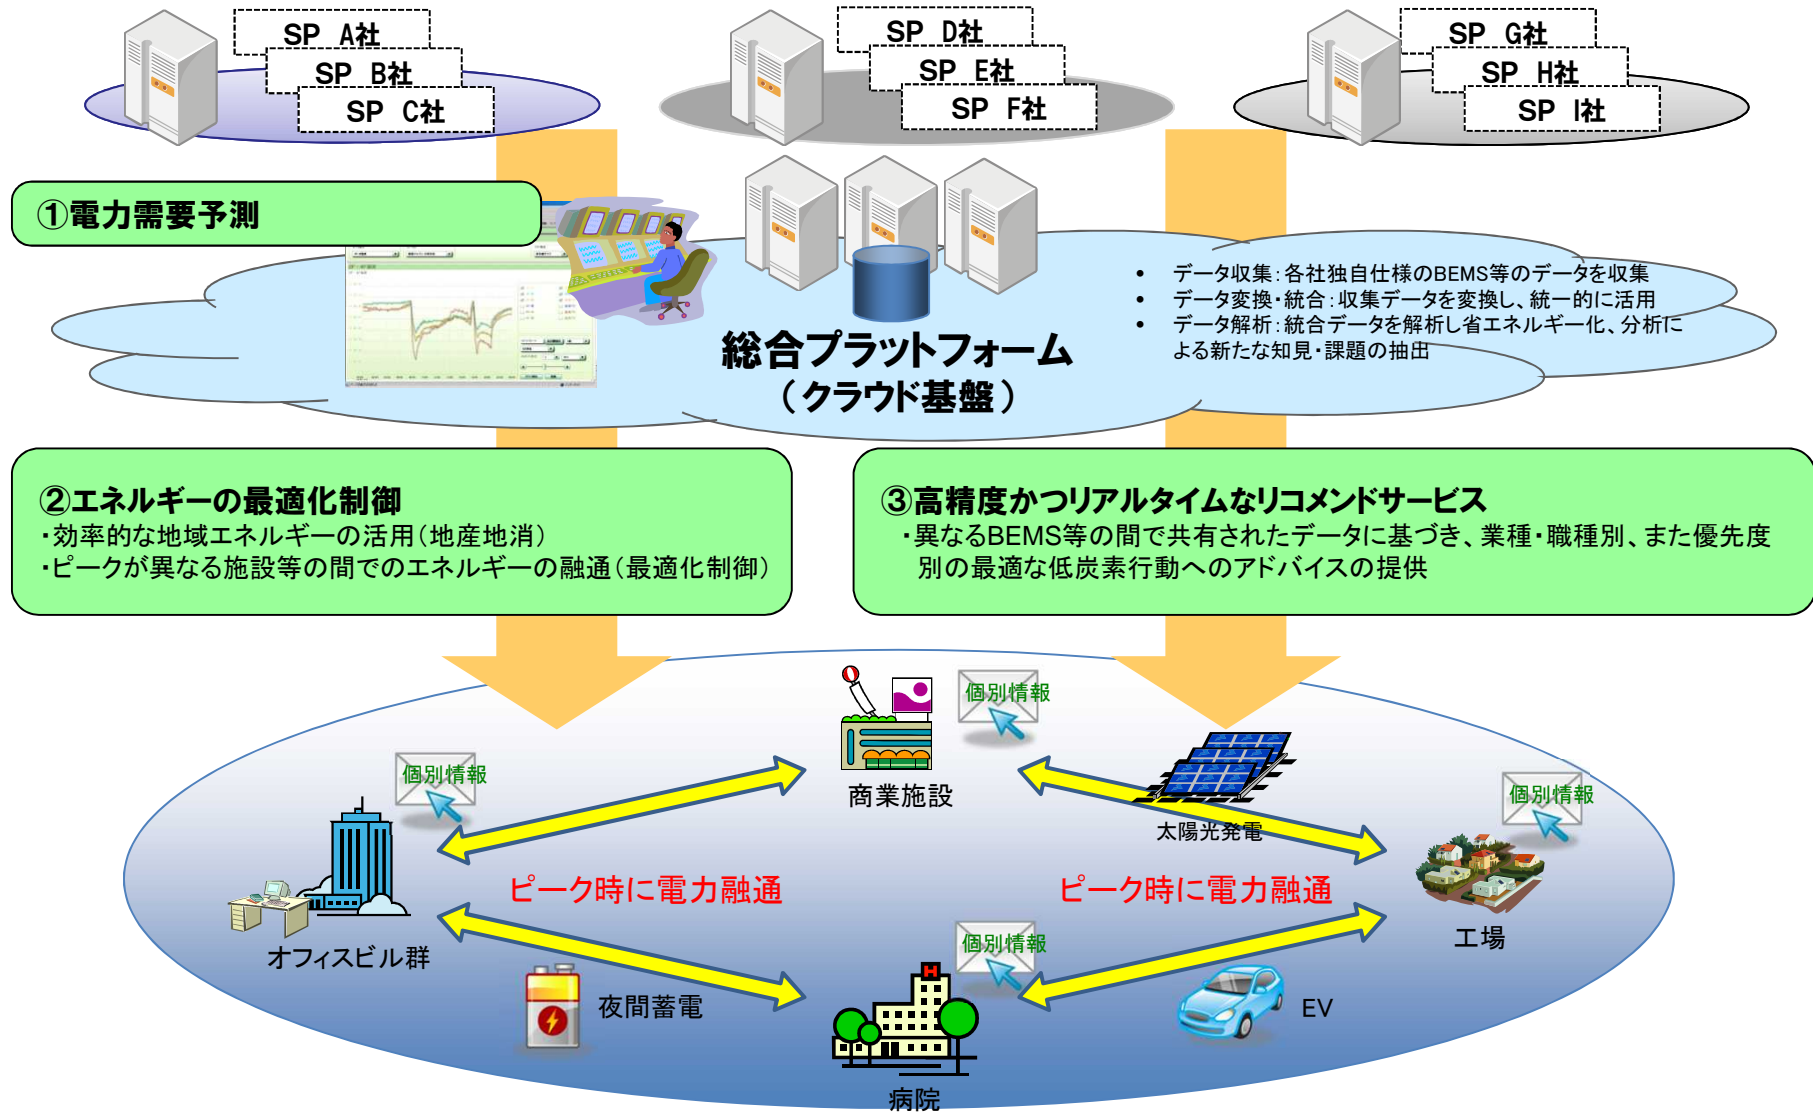 SP A社
SP B社
SP C社
SP D社
SP E社
SP F社
SP G社
SP H社
SP I社
①電力需要予測
・データ収集:各社独自仕様のBEMS等のデータを収集
・データ変換・統合:収集データを変換し、統一的に活用
・データ解析:統合データを解析し省エネルギー化、分析に
よる新たな知見・課題の抽出
総合プラットフォーム
(クラウド基盤)
②エネルギーの最適化制御
・効率的な地域エネルギーの活用(地産地消)
・ピークが異なる施設等の間でのエネルギーの融通(最適化制御)
③高精度かつリアルタイムなリコメンドサービス
・異なるBEMS等の間で共有されたデータに基づき、業種・職種別、また優先度
別の最適な低炭素行動へのアドバイスの提供
個別情報
商業施設
個別情報
太陽光発電
個別情報
ピーク時に電力融通
ピーク時に電力融通
オフィスビル群
工場
個別情報
夜間蓄電
H
EV
病院